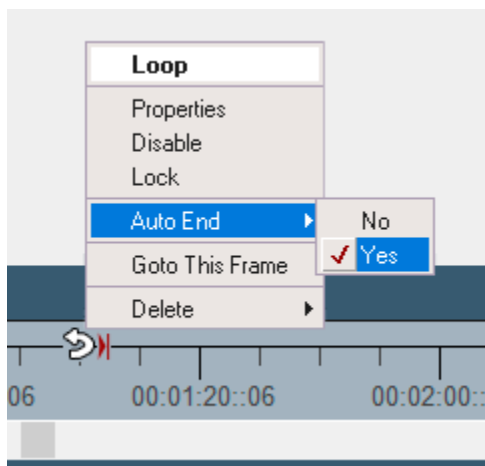 Loop
Properties
Disable
Lock
Auto End
No
Yes
Goto This Frame
Delete
06 00:01:20::06 00:02:00::